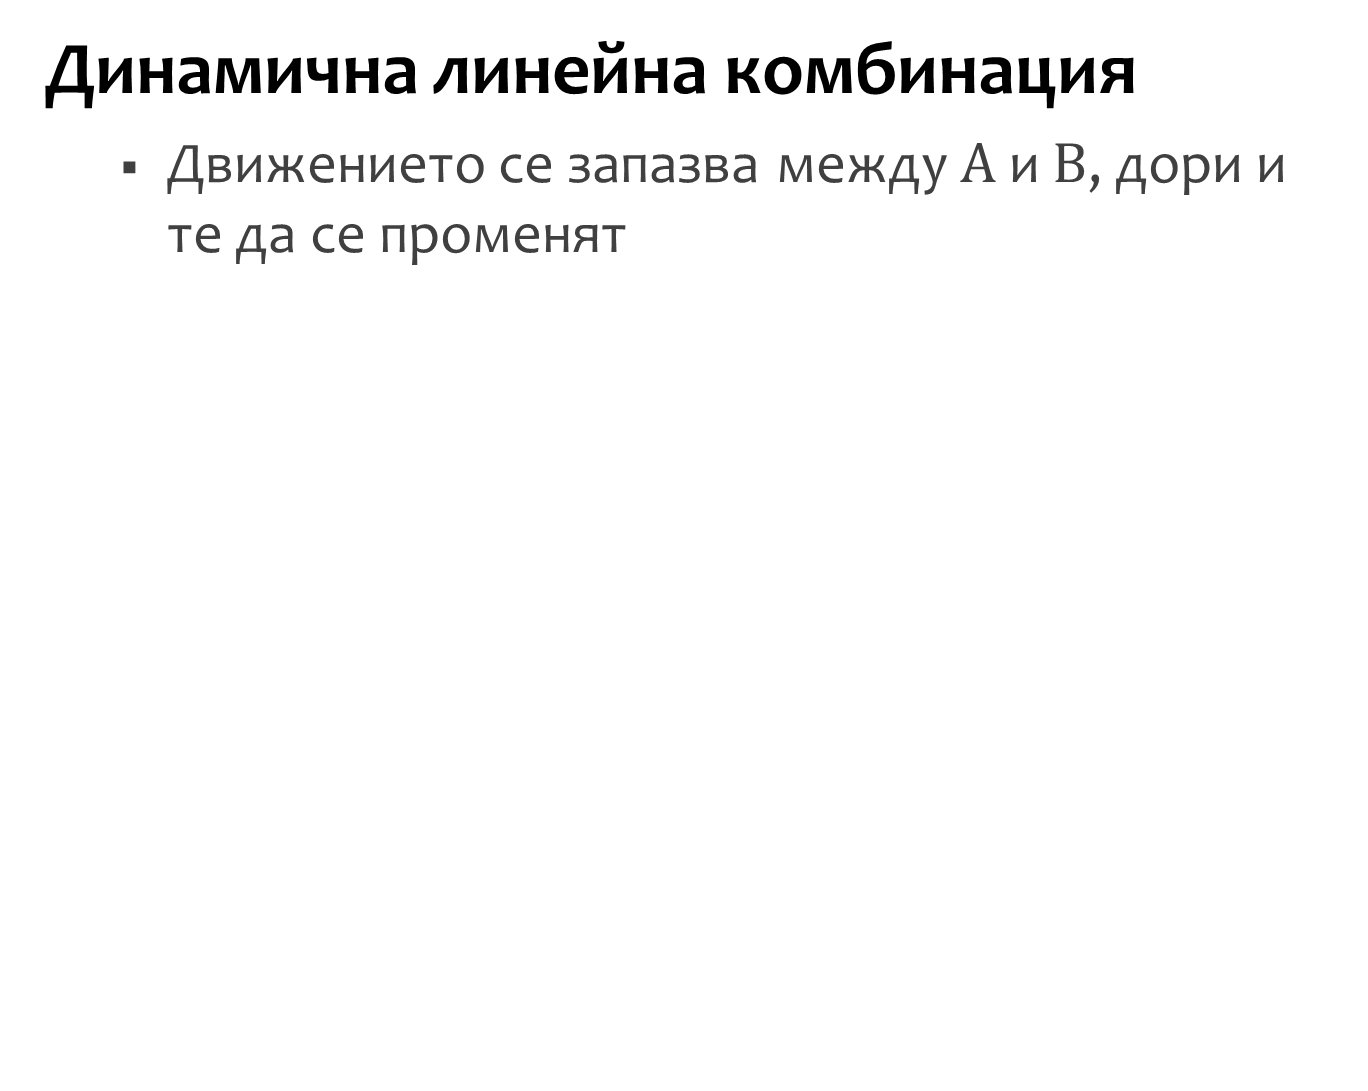 Динамична линейна комбинация
▪ Движението се запазва между A и B, дори и
те да се променят